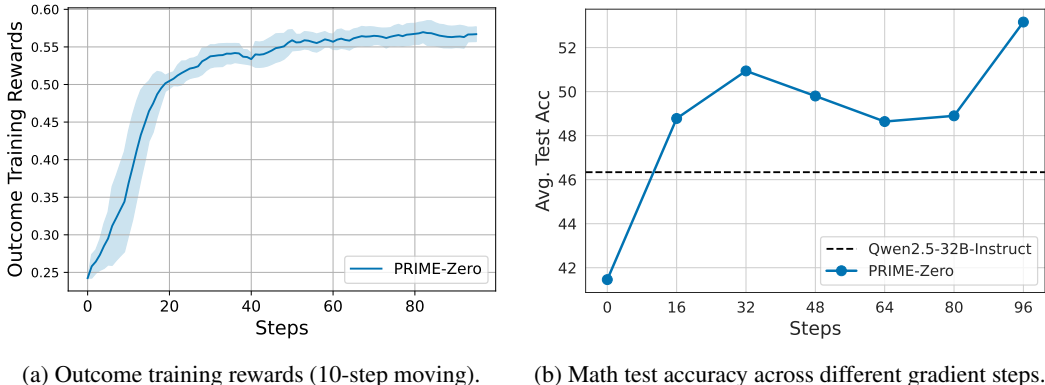 0.60
0.55
0.50
0.45
0.40
0.35
0.30
0.25
Outcome Training Rewards
PRIME-Zero
0 20 40 60 80
Steps
(a) Outcome training rewards (10-step moving).
52
50
48
46
44
42
Avg. Test Acc
Qwen2.5-32B-Instruct
PRIME-Zero
0 16 32 48 64 80 96
Steps
(b) Math test accuracy across different gradient steps.